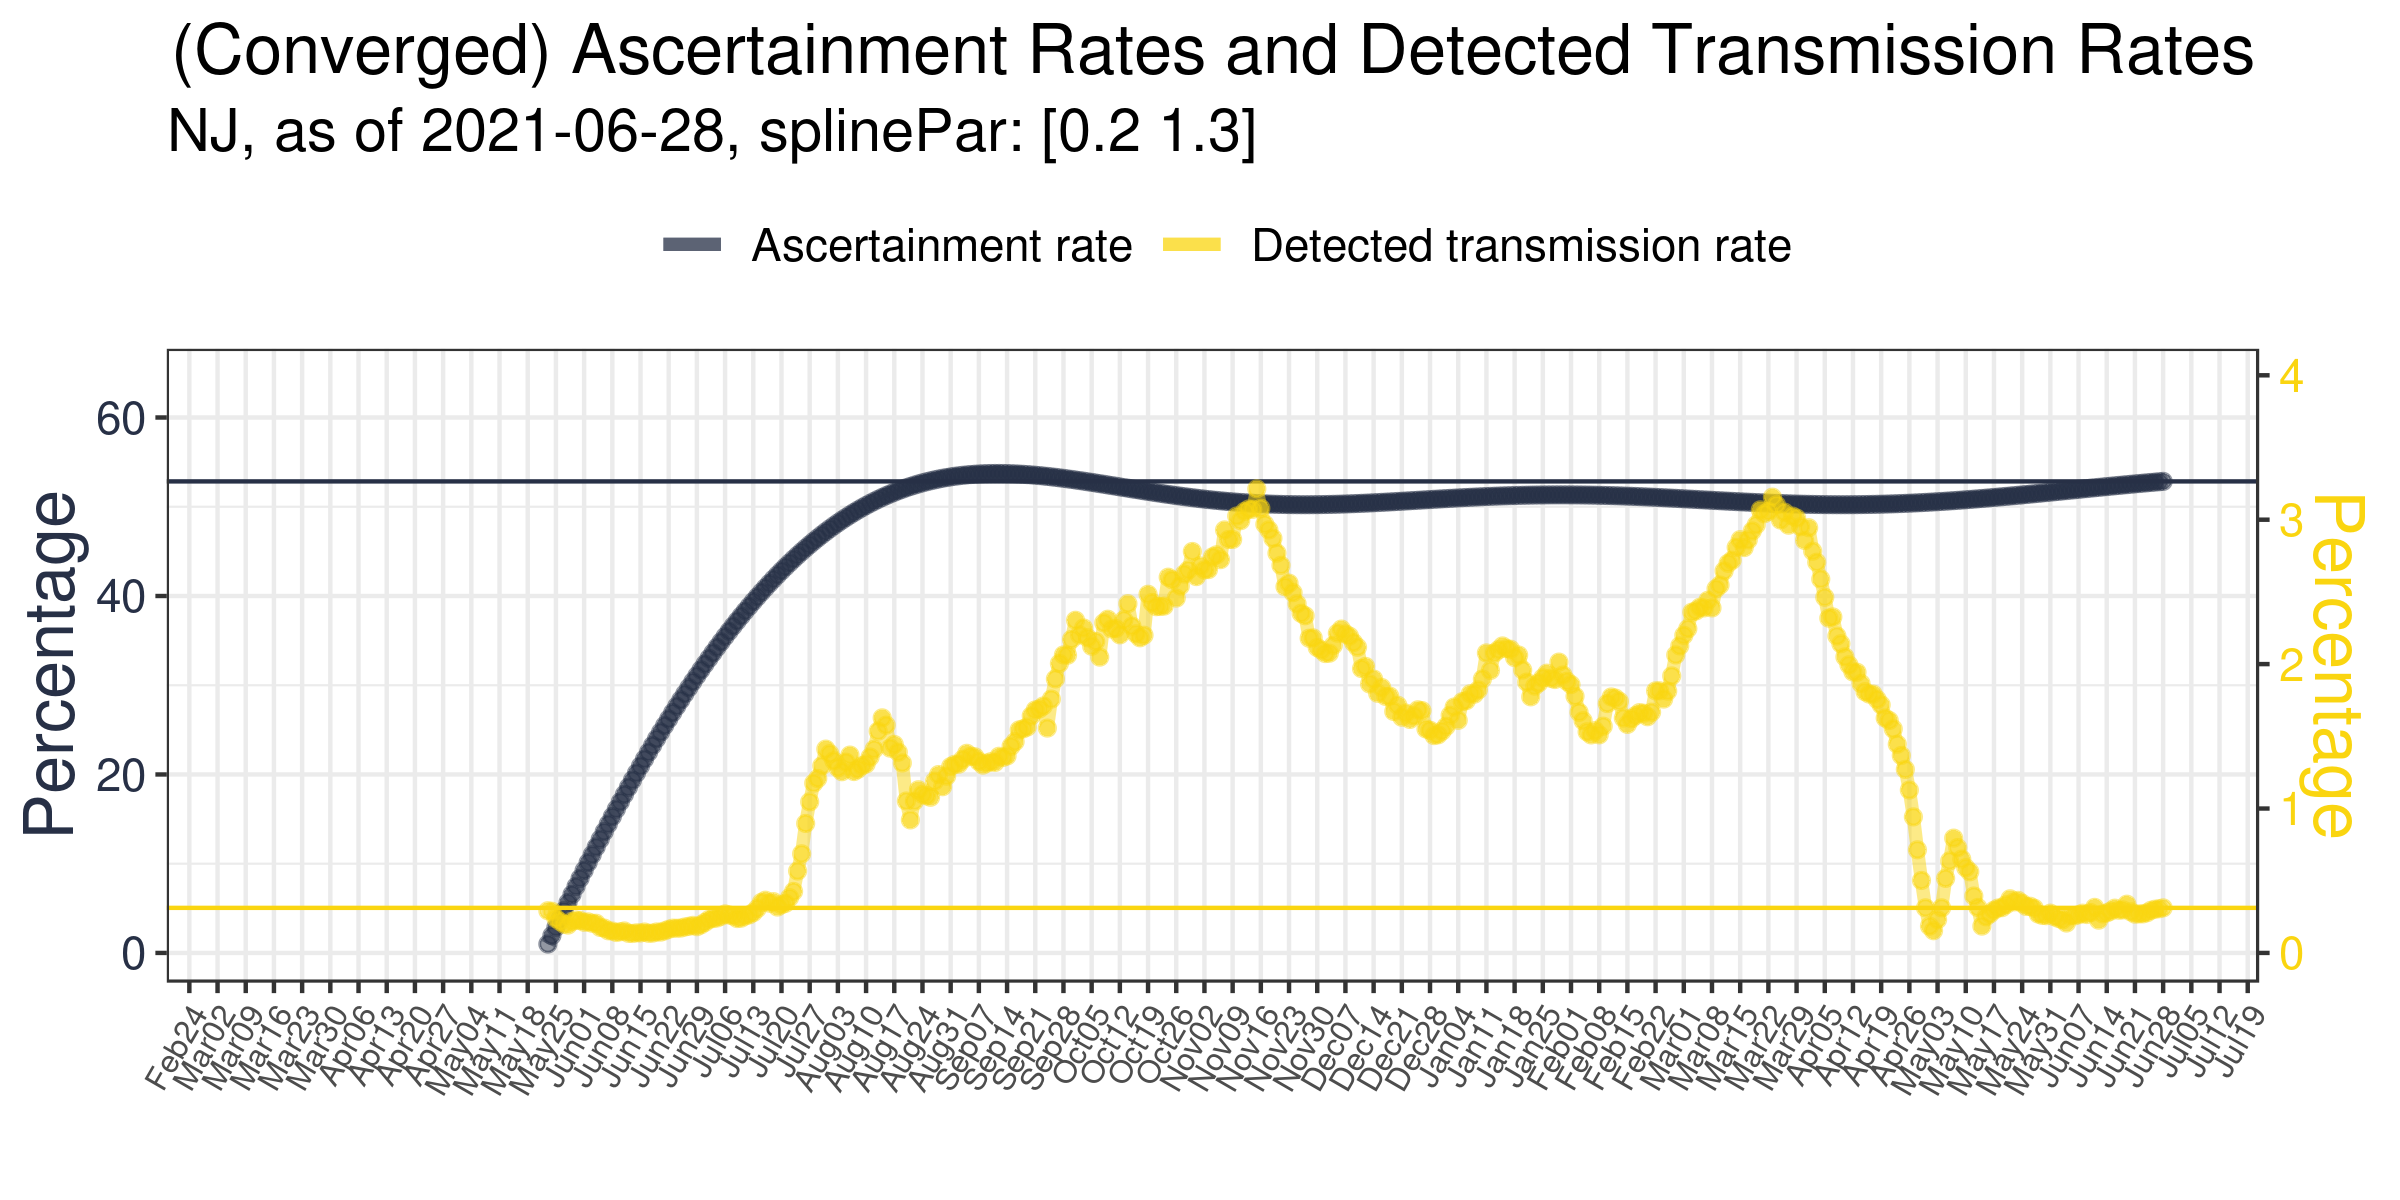 (Converged) Ascertainment Rates and Detected Transmission Rates
NJ, as of 2021-06-28, splinePar: [0.2 1.3]
Ascertainment rate
Detected transmission rate
Percentage
60
40
20
0
4
3
2
1
0
Percentage
Feb24
Mar02
Mar09
Mar16
Mar23
Mar30
Apr06
Apr13
Apr20
Apr27
May04
May11
May18
May25
Jun01
Jun08
Jun15
Jun22
Jun29
Jul06
Jul13
Jul20
Jul27
Aug03
Aug10
Aug17
Aug24
Aug31
Sep07
Sep14
Sep21
Sep28
Oct05
Oct12
Oct19
Oct26
Nov02
Nov09
Nov16
Nov23
Nov30
Dec07
Dec14
Dec21
Dec28
Jan04
Jan11
Jan18
Jan25
Feb01
Feb08
Feb15
Feb22
Mar01
Mar08
Mar15
Mar22
Mar29
Apr05
Apr12
Apr19
Apr26
May03
May10
May17
May24
May31
Jun07
Jun14
Jun21
Jun28
Jul05
Jul12
Jul19